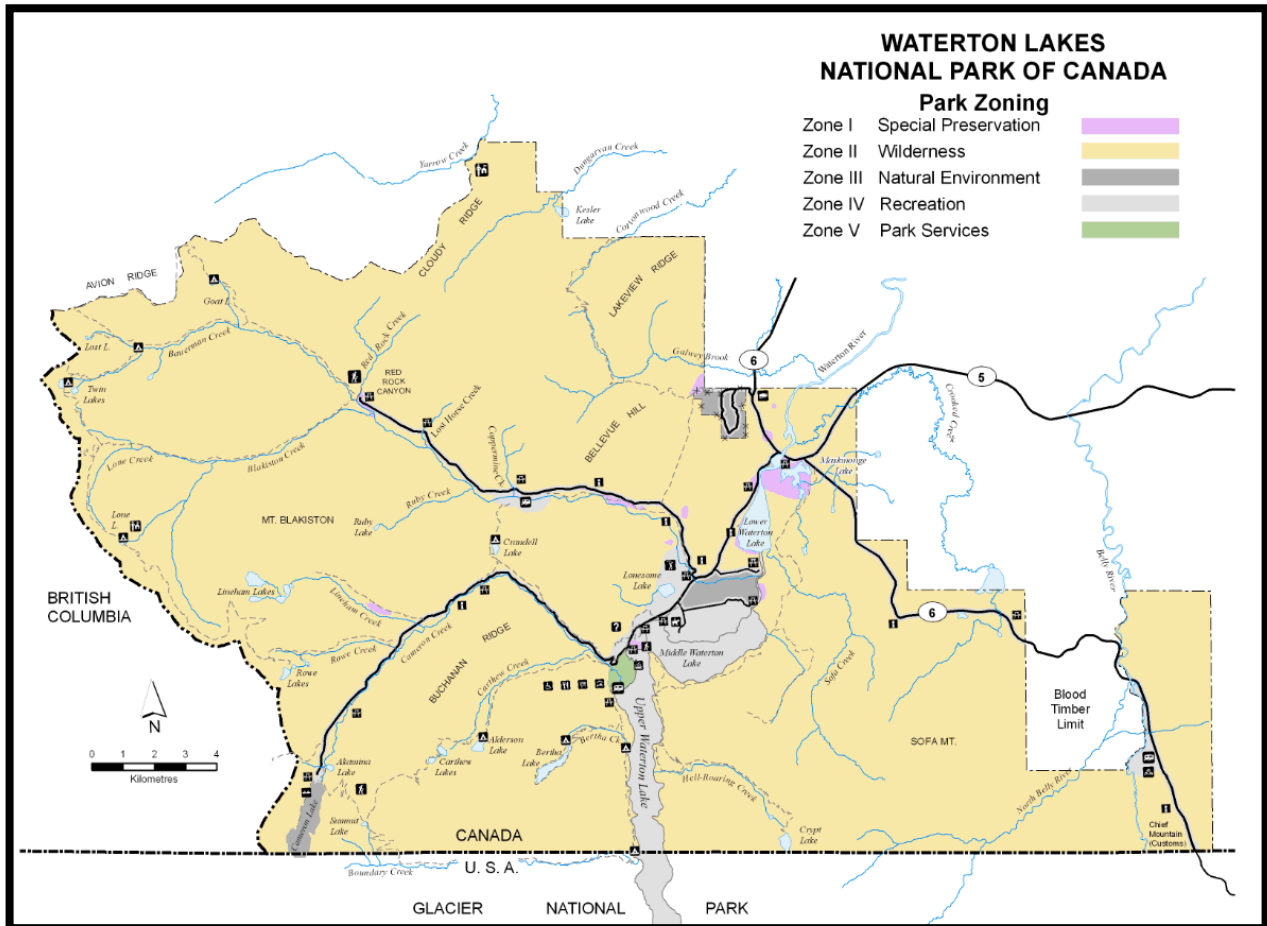 WATERTON LAKES
NATIONAL PARK OF CANADA
Park Zoning
Zone I Special Preservation
Zone II Wilderness
Zone III Natural Environment
Zone IV Recreation
Zone V Park Services
Yarrow Creek
Dungarvan Creek
Kesler
Lake
Cottonwood Creek
CLOUDY RIDGE
LAKEVIEW RIDGE
AVION RIDGE
Goat L.
Lost L.
Bauerman Creek
Red Rock Creek
Twin
Lakes
RED
ROCK
CANYON
Lost Horse Creek
Galwey Brook
6
Waterton River
5
Crooked Creek
BELLEVUE HILL
Coppermine Ck.
Lone Creek
Blakiston Creek
Maskinonge
Lake
Ruby Creek
MT. BLAKISTON
Ruby
Lake
Lone
L.
Lower
Waterton
Lake
Crandell
Lake
Belly River
Lonesome
Lake
BRITISH
COLUMBIA
Lineham Lakes
Lineham Creek
6
Rowe Creek
Cameron Creek
BUCHANAN RIDGE
?
Middle Waterton
Lake
Sofa Creek
Rowe
Lakes
Carthew Creek
Blood
Timber
Limit
N
Upper Waterton Lake
SOFA MT.
Alderson
Lake
Bertha Ck.
Bertha
Lake
Carthew
Lakes
0 1 2 3 4
Kilometres
Akamina
Lake
Hell-Roaring Creek
North Belly River
Summit
Lake
Cameron Lake
Crypt
Lake
Chief
Mountain
(Customs)
CANADA
U. S. A.
Boundary Creek
GLACIER NATIONAL PARK